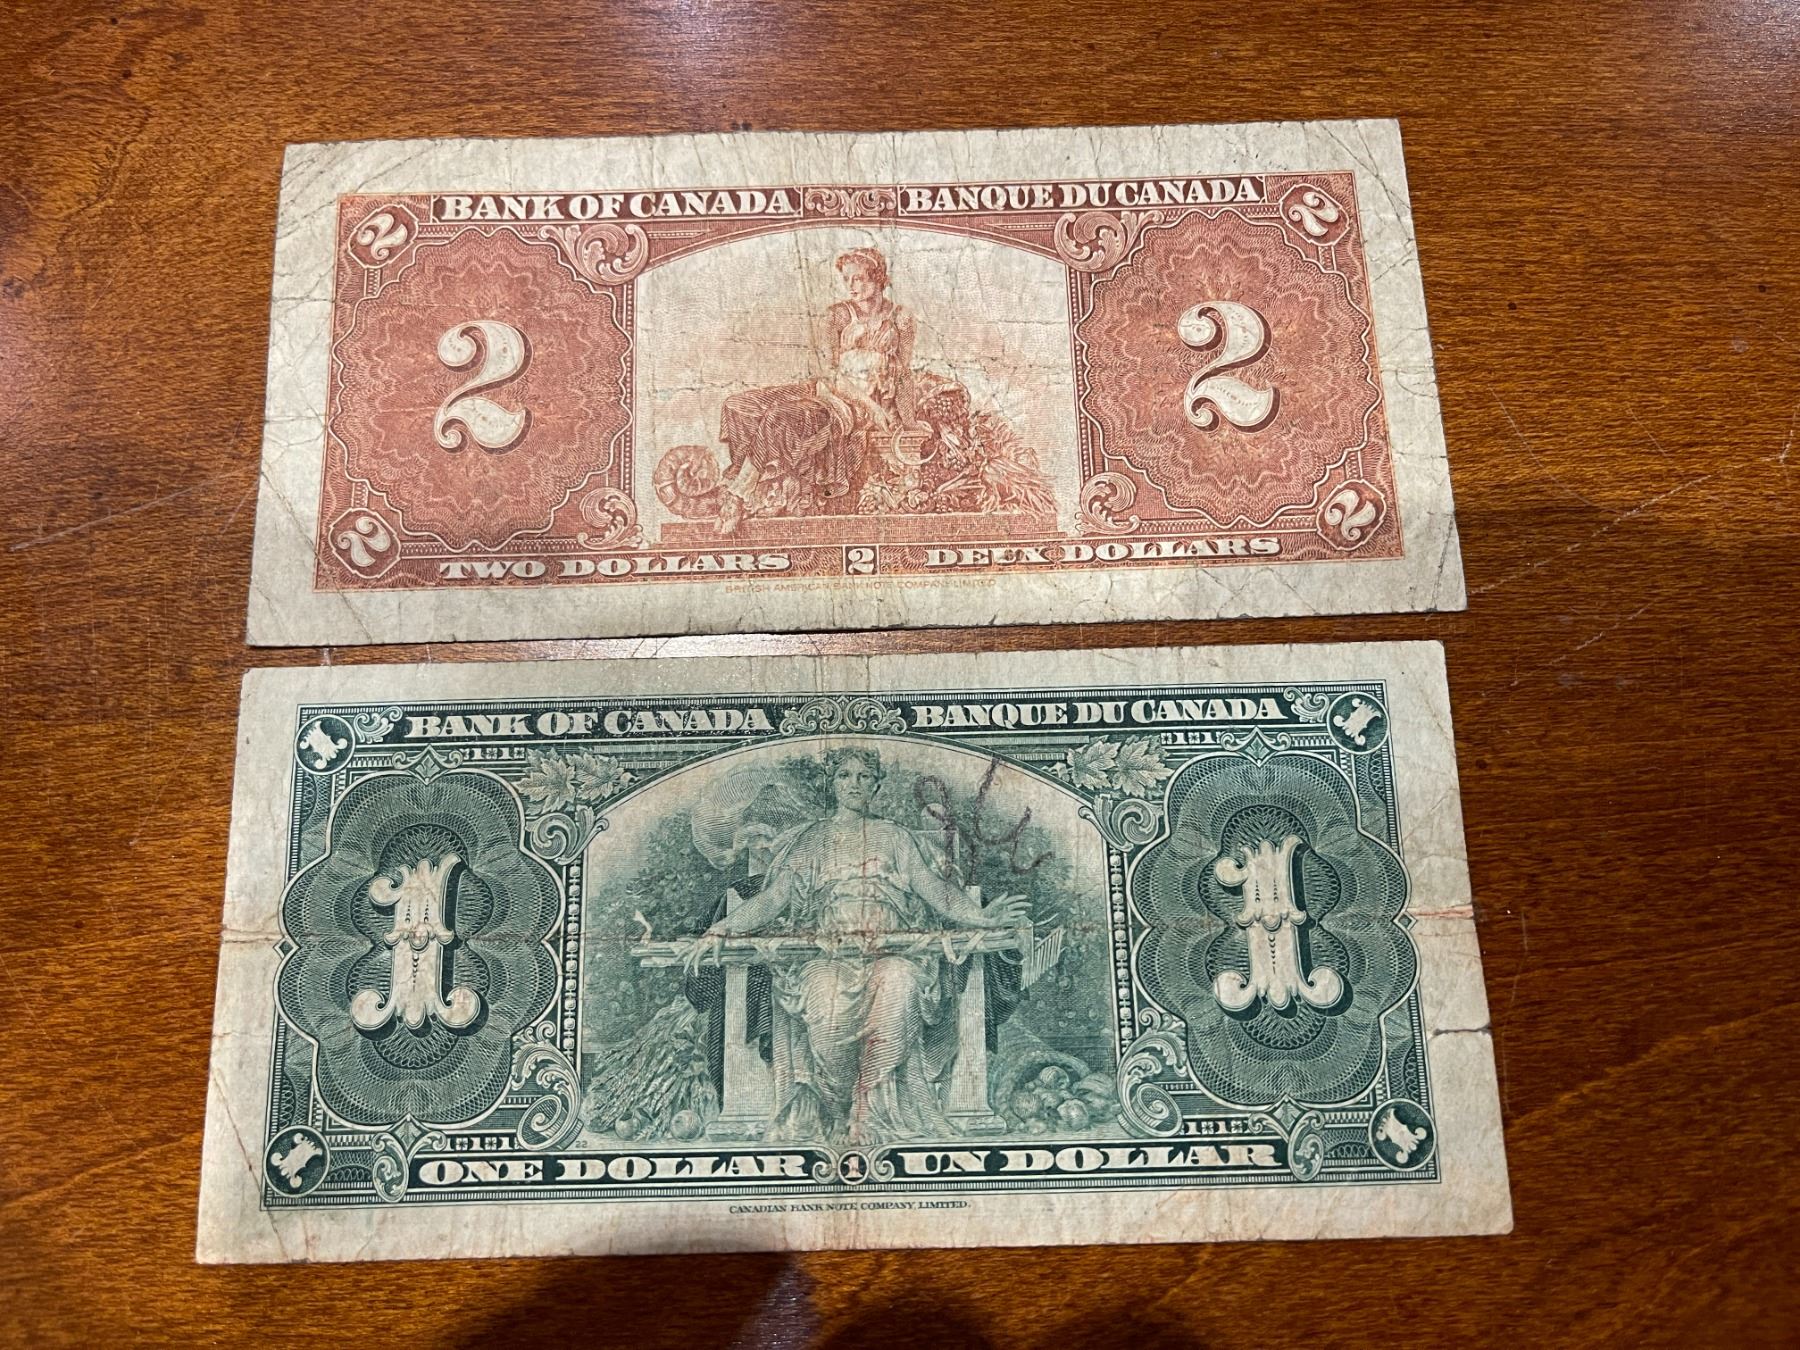 BANK OF CANADA BANQUE DU CANADA
2 2
2 2
2 2
TWO DOLLARS 2 DEUX DOLLARS
BRITISH AMERICAN BANK NOTE COMPANY LIMITED
1 BANK OF CANADA BANQUE DU CANADA 1
1 1
22
1 ONE DOLLAR 1 UN DOLLAR 1
CANADIAN BANK NOTE COMPANY, LIMITED.